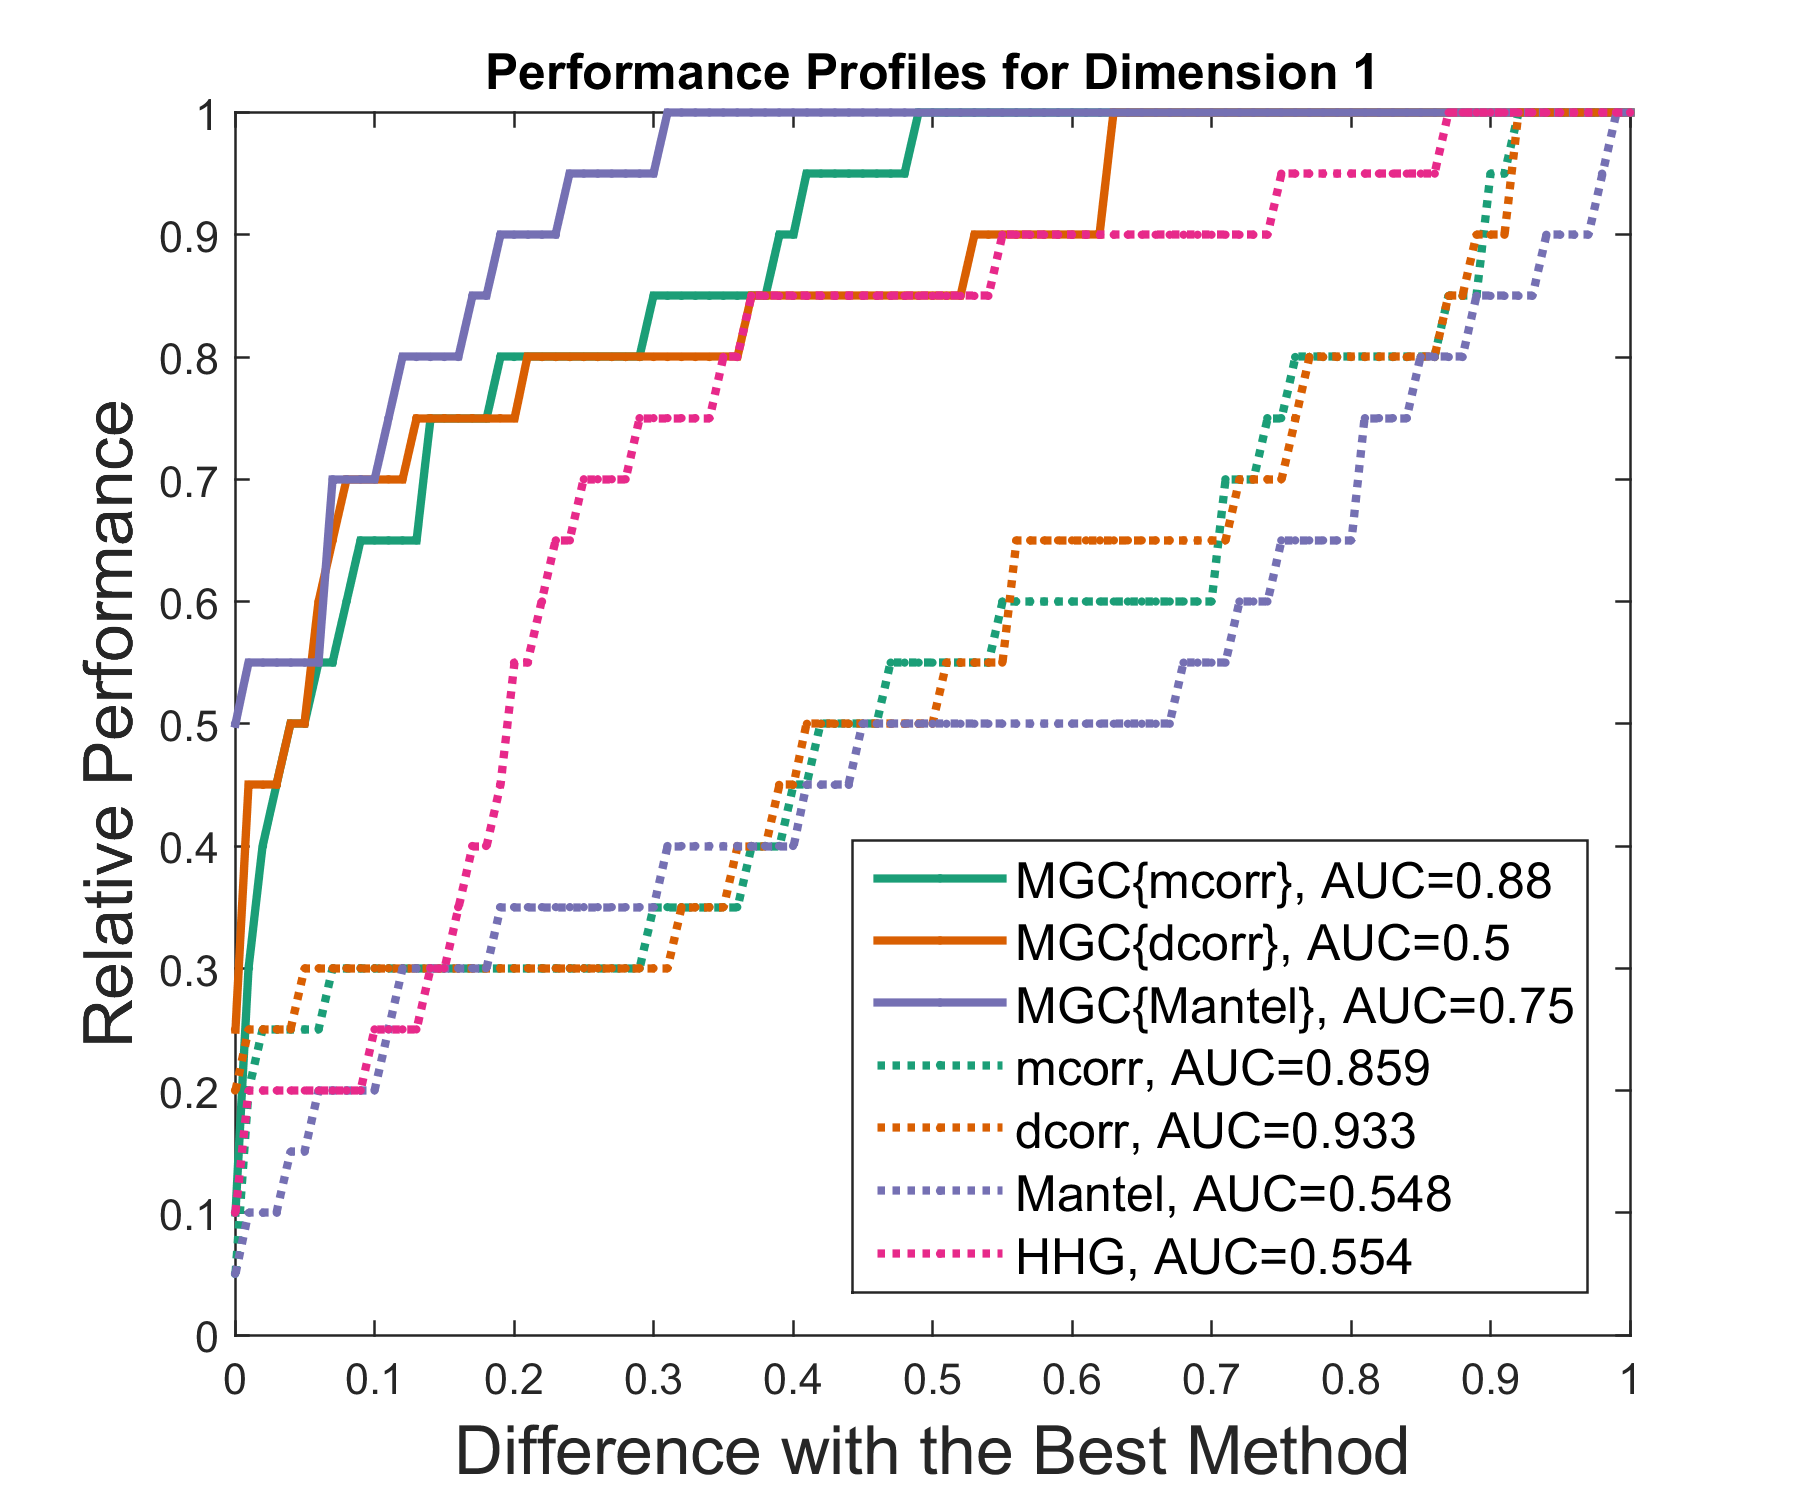 Performance Profiles for Dimension 1
Relative Performance
1
0.9
0.8
0.7
0.6
0.5
0.4
0.3
0.2
0.1
0
0 0.1 0.2 0.3 0.4 0.5 0.6 0.7 0.8 0.9 1
Difference with the Best Method
MGC{mcorr}, AUC=0.88
MGC{dcorr}, AUC=0.5
MGC{Mantel}, AUC=0.75
mcorr, AUC=0.859
dcorr, AUC=0.933
Mantel, AUC=0.548
HHG, AUC=0.554